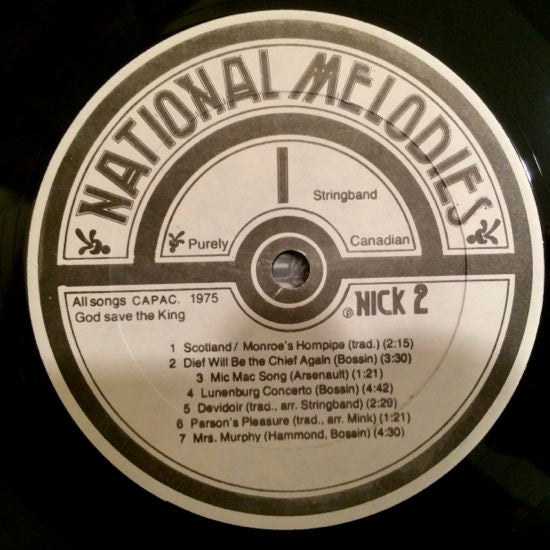 NATIONAL MELODIES
I
Stringband
Purely Canadian
All songs CAPAC. 1975
God save the King
℗ NICK 2
1 Scotland/ Monroe's Hornpipe (trad.) (2:15)
2 Dief Will Be the Chief Again (Bossin) (3:30)
3 Mic Mac Song (Arsenault) (1:21)
4 Lunenburg Concerto (Bossin) (4:42)
5 Devidoir (trad., arr. Stringband) (2:29)
6 Parson's Pleasure (trad., arr. Mink) (1:21)
7 Mrs. Murphy (Hammond, Bossin) (4:30)